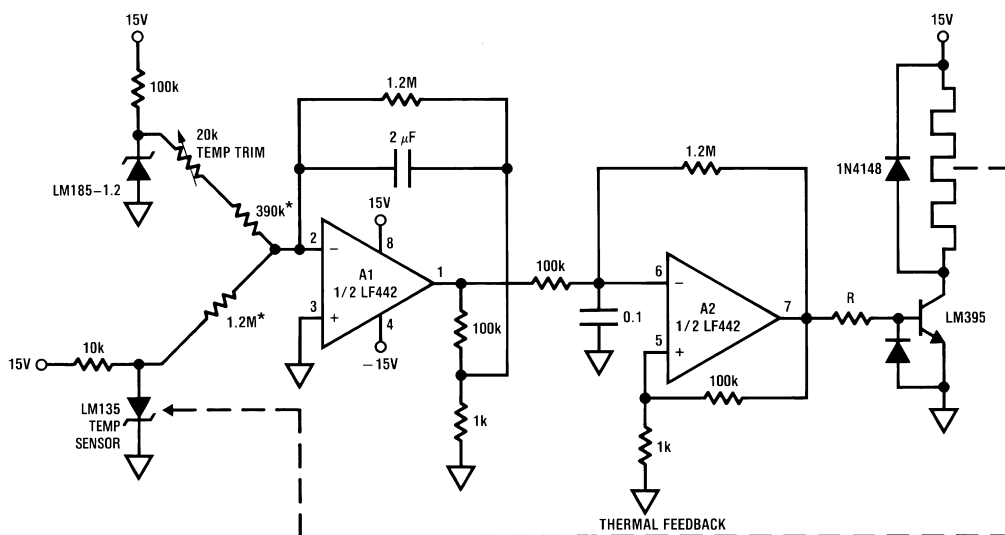 15V
100k
20k
TEMP TRIM
LM185–1.2
390k*
1.2M*
15V
10k
LM135
TEMP
SENSOR
1.2M
2 μF
15V
8
2
−
A1
1/2 LF442
1
3
+
4
−15V
100k
1k
100k
0.1
1.2M
6
−
A2
1/2 LF442
7
5
+
100k
1k
THERMAL FEEDBACK
R
15V
1N4148
LM395